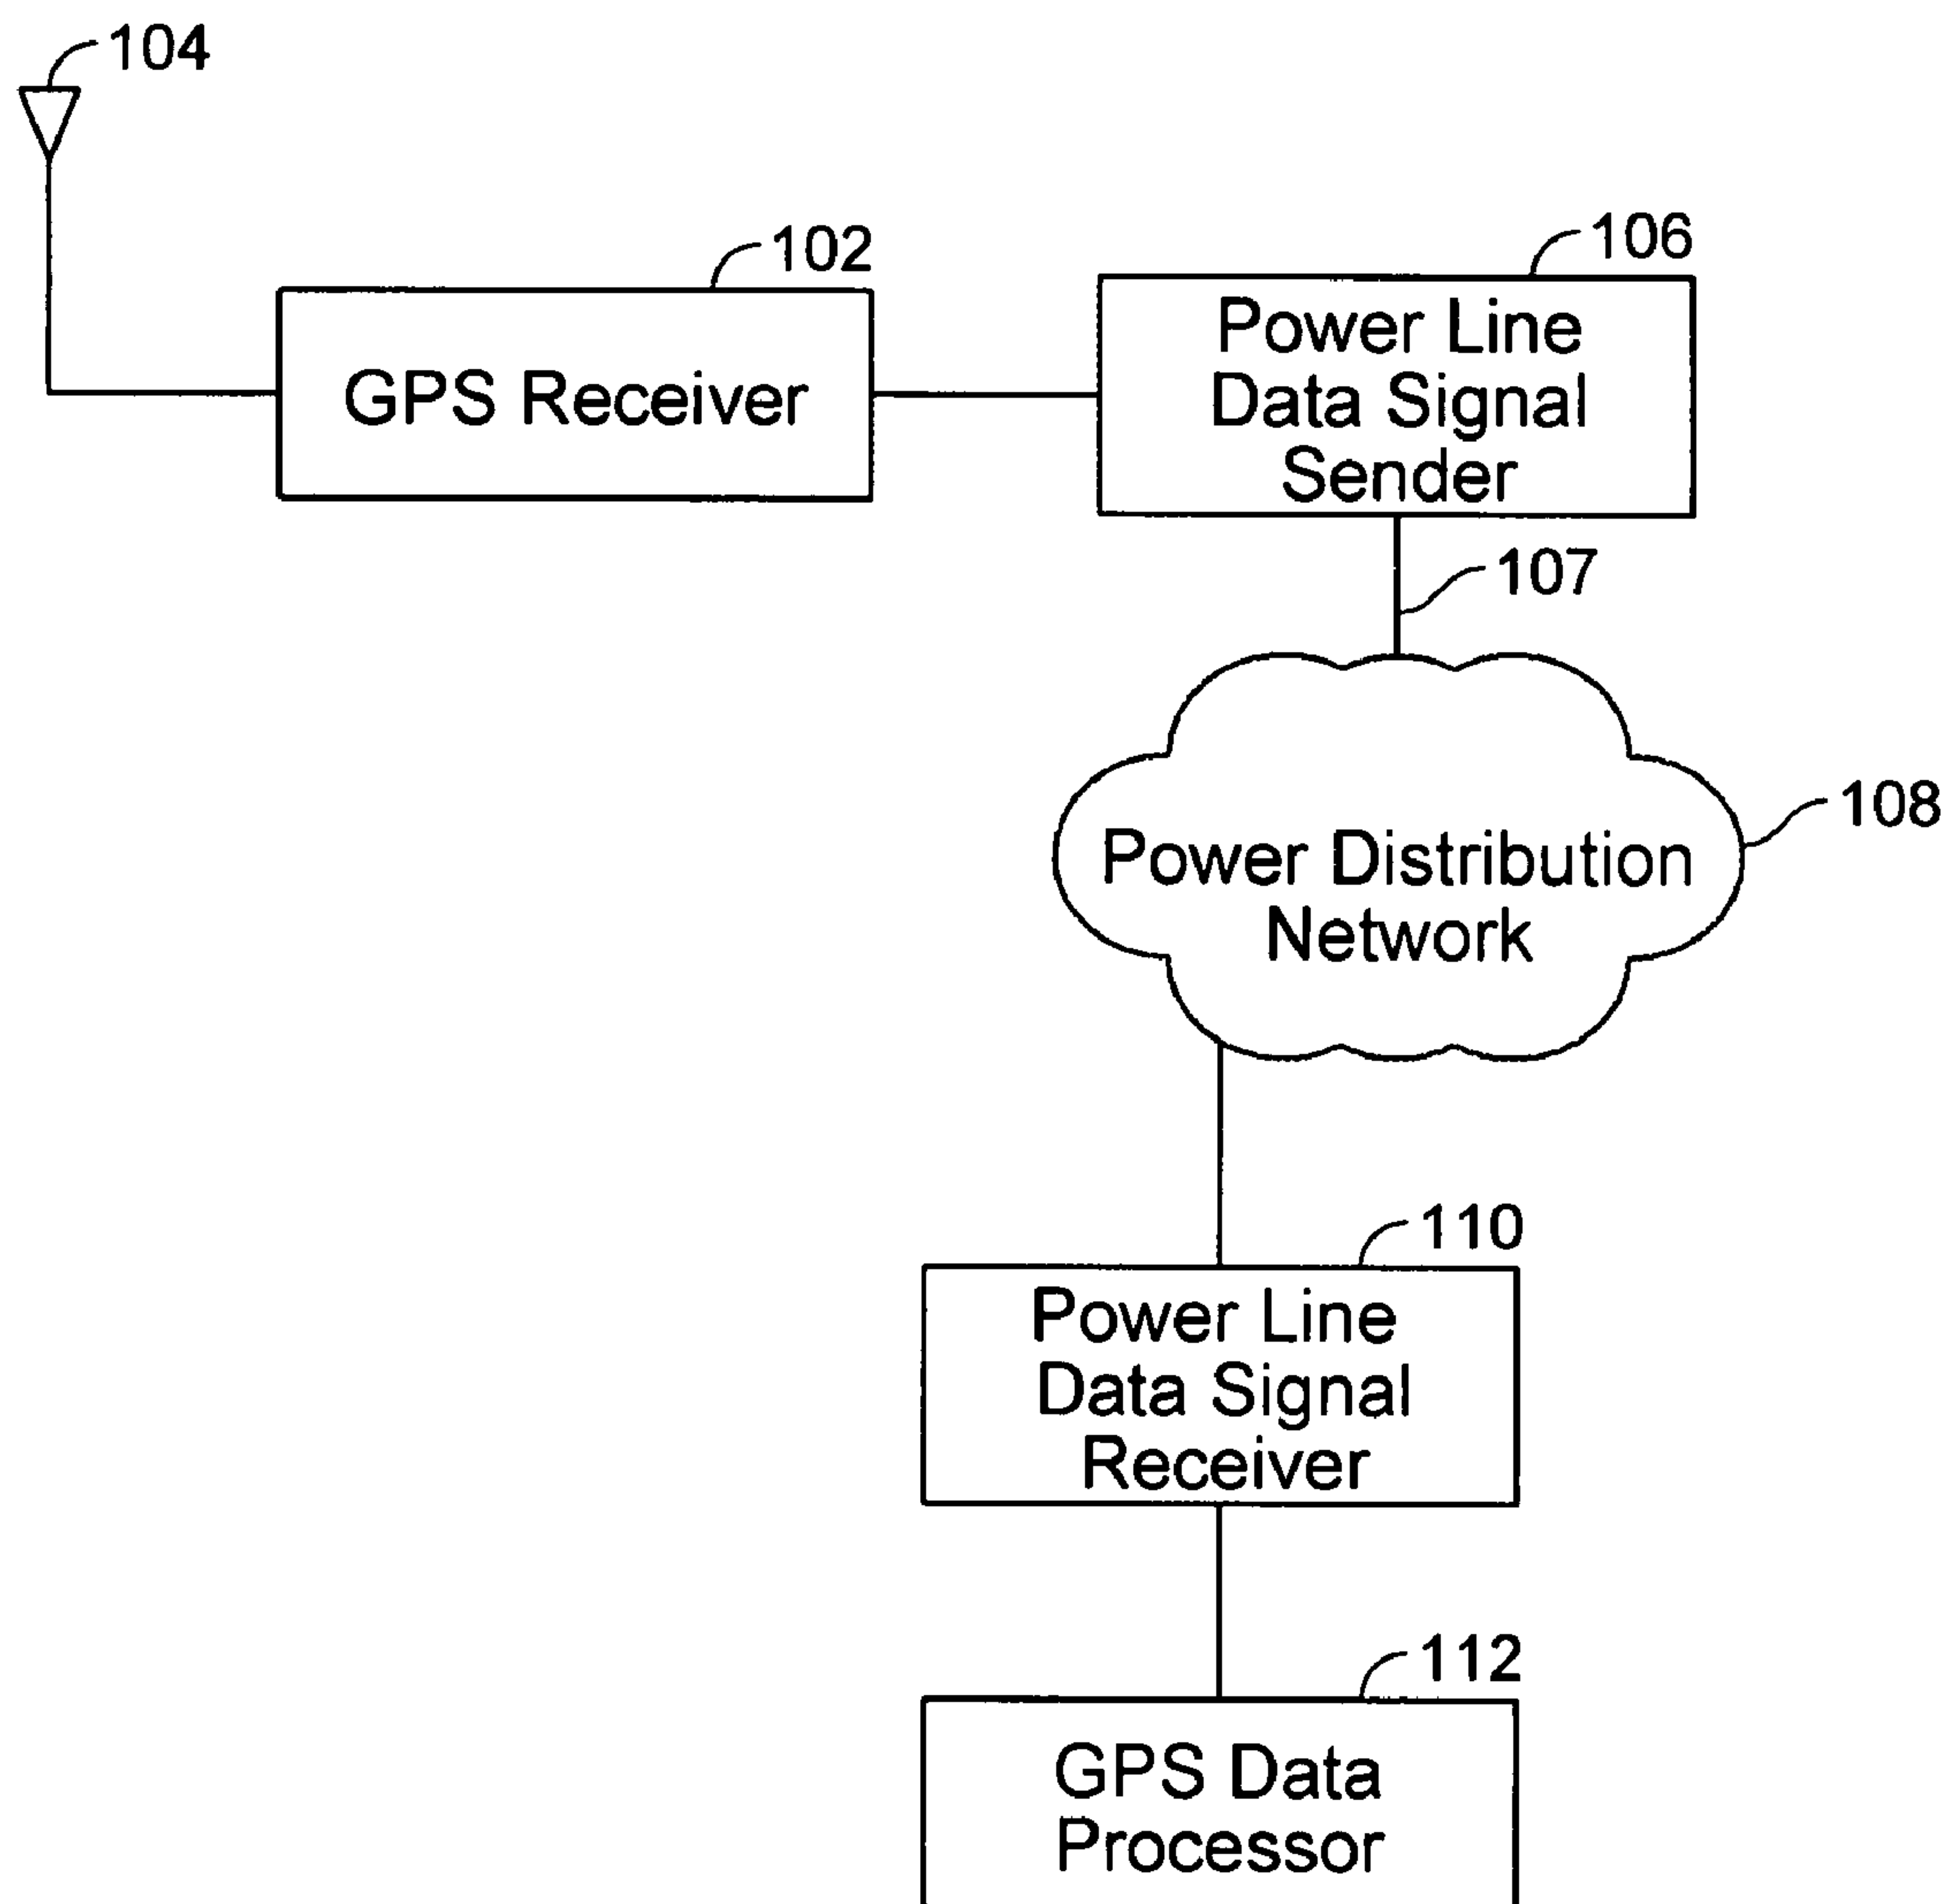 104
102
GPS Receiver
106
Power Line
Data Signal
Sender
107
108
Power Distribution
Network
110
Power Line
Data Signal
Receiver
112
GPS Data
Processor